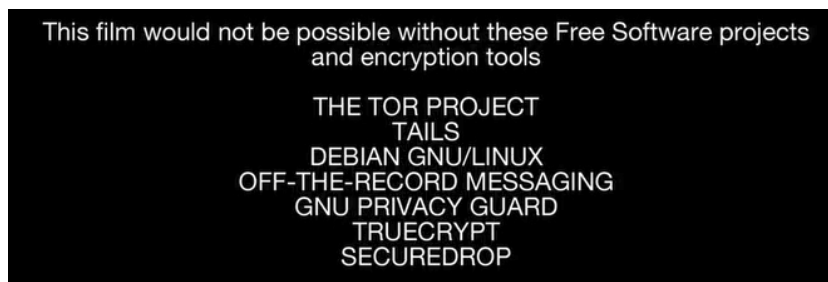 This film would not be possible without these Free Software projects
and encryption tools
THE TOR PROJECT
TAILS
DEBIAN GNU/LINUX
OFF-THE-RECORD MESSAGING
GNU PRIVACY GUARD
TRUECRYPT
SECUREDROP